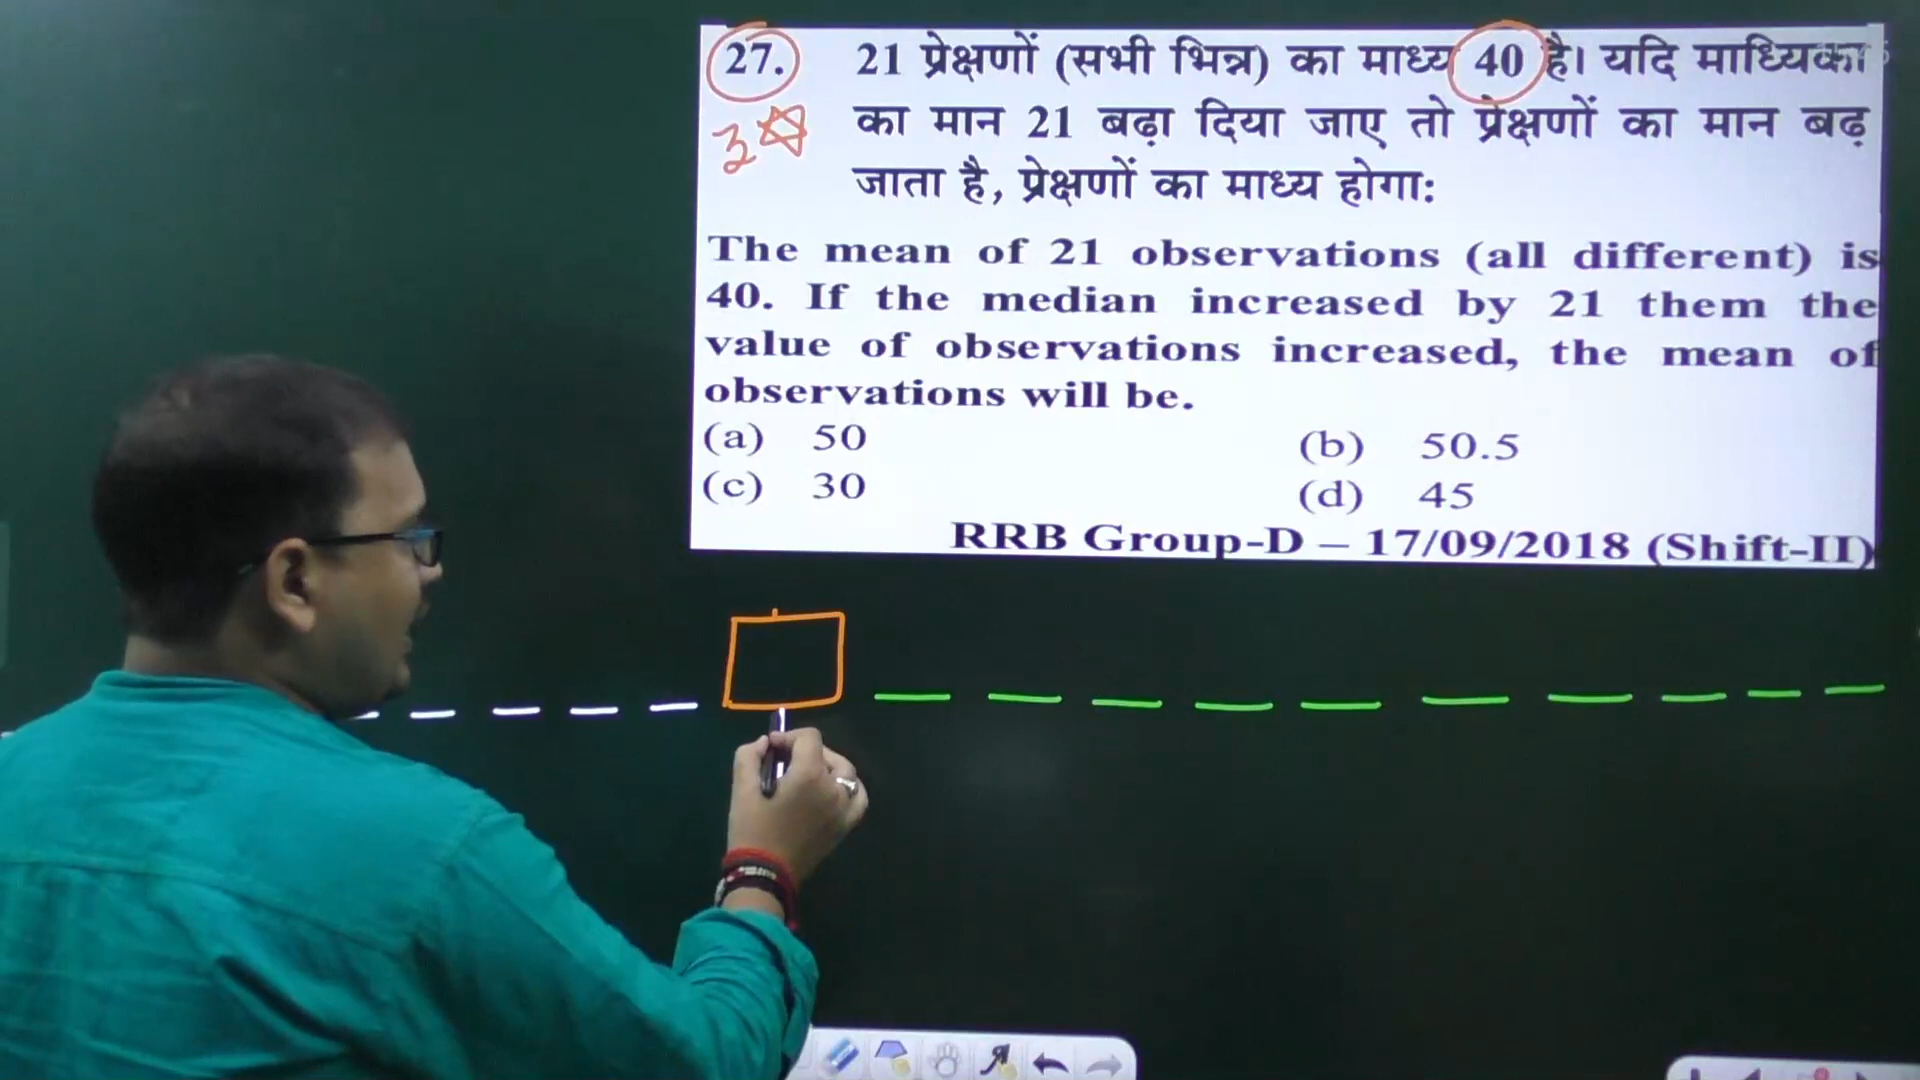 27. 21 प्रेक्षणों (सभी भिन्न) का माध्य 40 है। यदि माध्यिका
का मान 21 बढ़ा दिया जाए तो प्रेक्षणों का मान बढ़
जाता है, प्रेक्षणों का माध्य होगा:
3
The mean of 21 observations (all different) is
40. If the median increased by 21 them the
value of observations increased, the mean of
observations will be.
(a) 50 (b) 50.5
(c) 30 (d) 45
RRB Group-D – 17/09/2018 (Shift-II)